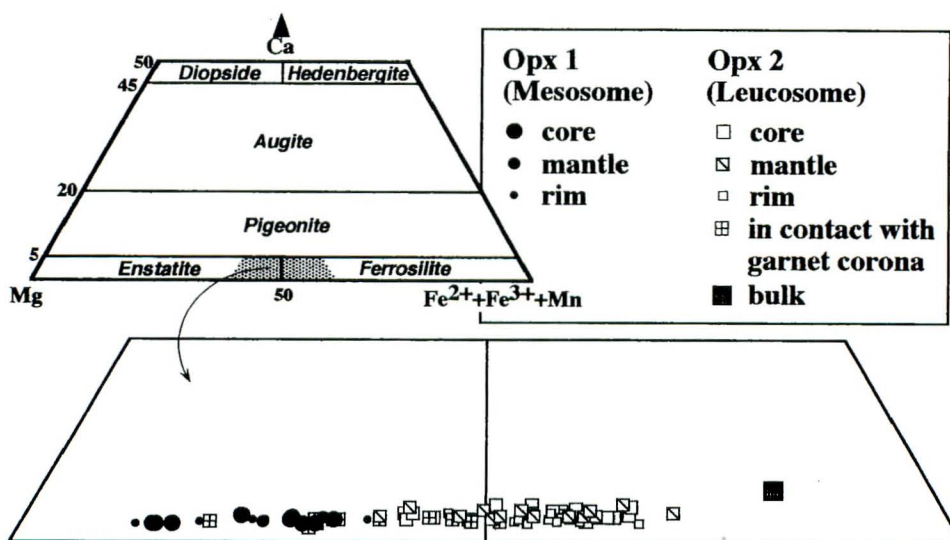 Ca
50
Diopside
Hedenbergite
45
Augite
20
Pigeonite
5
Enstatite
Ferrosilite
Mg
50
Fe2++Fe3++Mn
Opx 1
(Mesosome)
core
mantle
rim
Opx 2
(Leucosome)
core
mantle
rim
in contact with
garnet corona
bulk